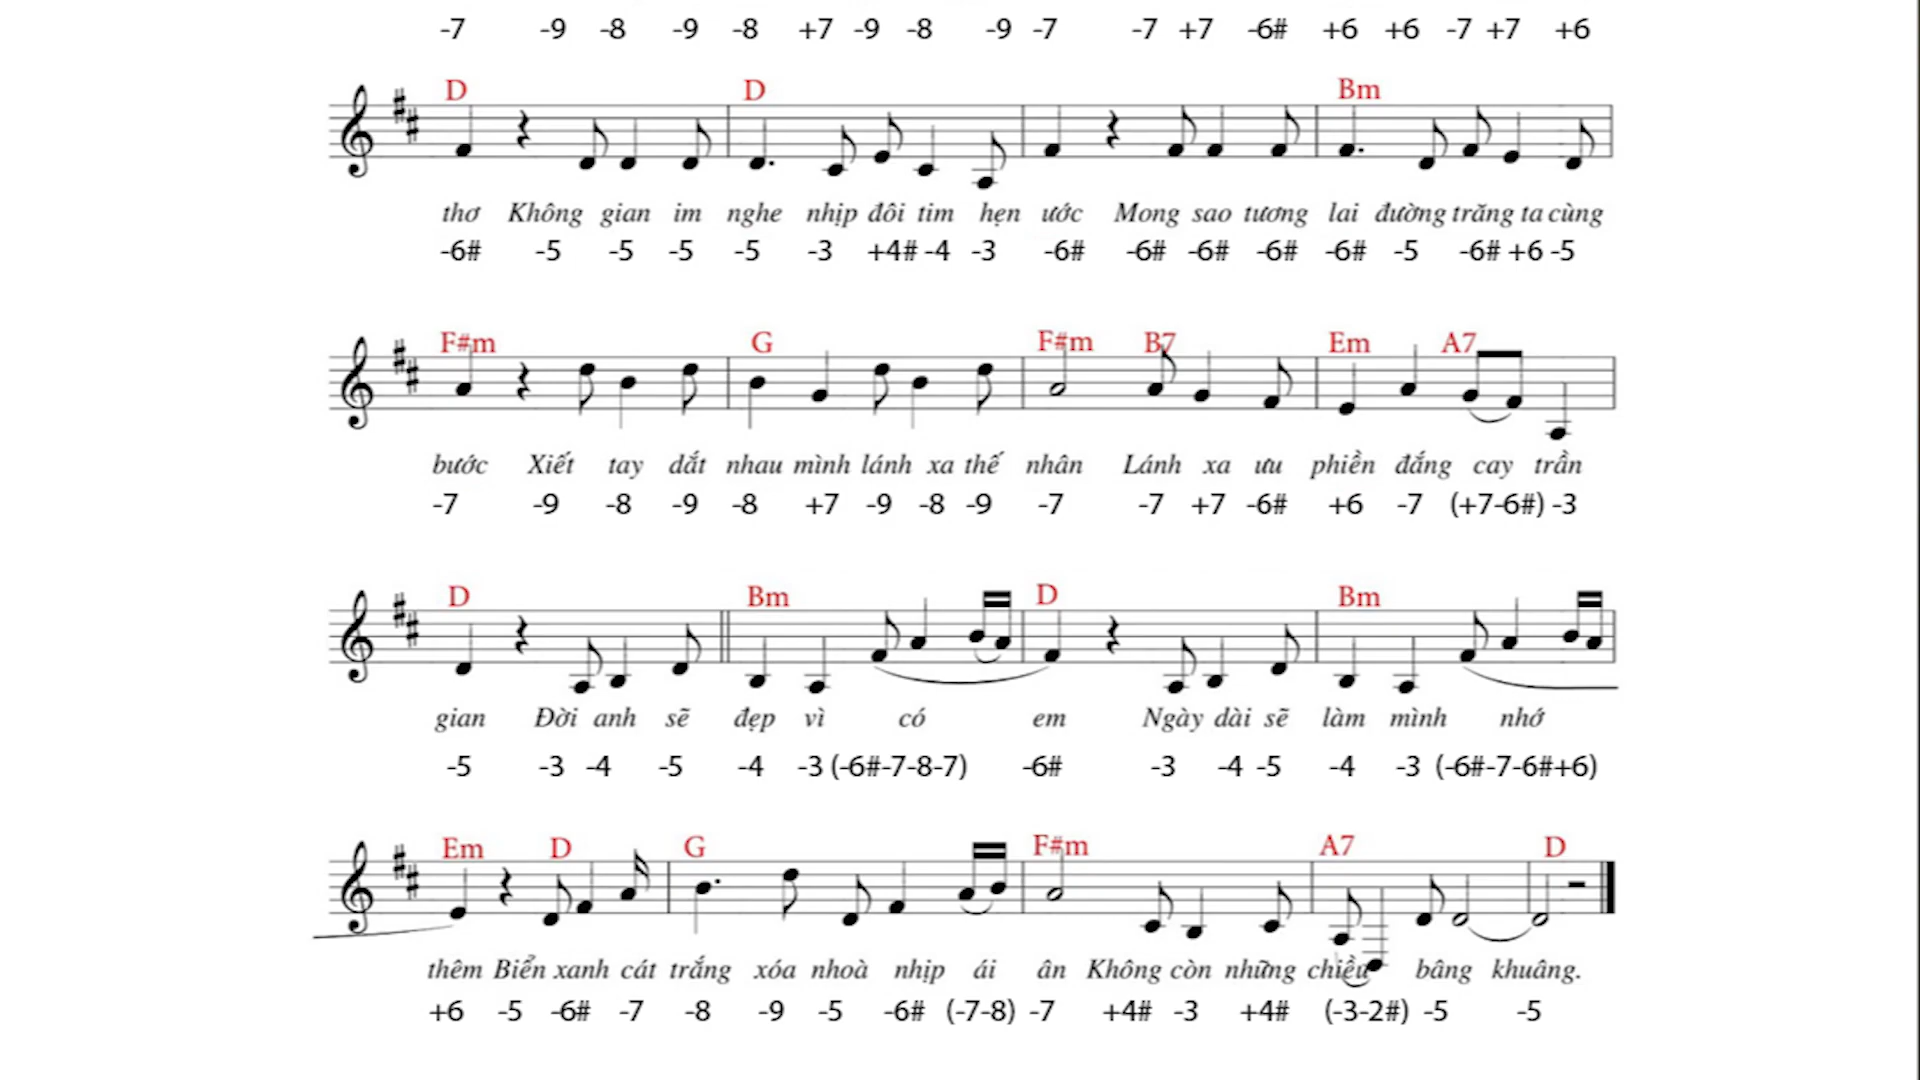 -7 -9 -8 -9 -8 +7 -9 -8 -9 -7 -7 +7 -6# +6 +6 -7 +7 +6
D D Bm
thơ Không gian im nghe nhịp đôi tim hẹn ước Mong sao tương lai đường trăng ta cùng
-6# -5 -5 -5 -5 -3 +4# -4 -3 -6# -6# -6# -6# -6# -5 -6# +6 -5
F#m G F#m B7 Em A7
bước Xiết tay dắt nhau mình lánh xa thế nhân Lánh xa ưu phiền đắng cay trần
-7 -9 -8 -9 -8 +7 -9 -8 -9 -7 -7 +7 -6# +6 -7 (+7-6#) -3
D Bm D Bm
gian Đời anh sẽ đẹp vì có em Ngày dài sẽ làm mình nhớ
-5 -3 -4 -5 -4 -3 (-6#-7-8-7) -6# -3 -4 -5 -4 -3 (-6#-7-6#+6)
Em D G F#m A7 D
thêm Biển xanh cát trắng xóa nhoà nhịp ái ân Không còn những chiều bâng khuâng.
+6 -5 -6# -7 -8 -9 -5 -6# (-7-8) -7 +4# -3 +4# (-3-2#) -5 -5